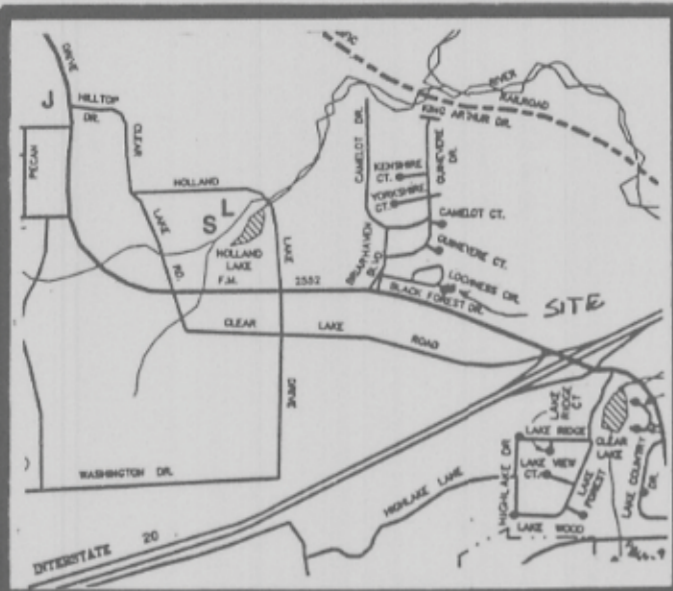 DRIVE
J
HILLTOP
DR.
PECAN
CLEAR
LAKE
RD.
HOLLAND
L
S
HOLLAND
LAKE
LAKE
DRIVE
F.M. 2552
CLEAR LAKE ROAD
WASHINGTON DR.
INTERSTATE 20
RIVER
RAILROAD
KING ARTHUR DR.
CAMELOT DR.
GUINEVERE
DR.
KENSHIRE
CT.
YORKSHIRE
CT.
CAMELOT CT.
GUINEVERE CT.
LOCHNESS CIR.
BLACK FOREST DR.
SITE
LAKE
RIDGE
CT
LAKE RIDGE
LAKE VIEW
CT.
HIGHLAKE DR
HIGHLAKE LANE
LAKE
FOREST
CLEAR
LAKE
LAKE COUNTRY
DR.
LAKE WOOD